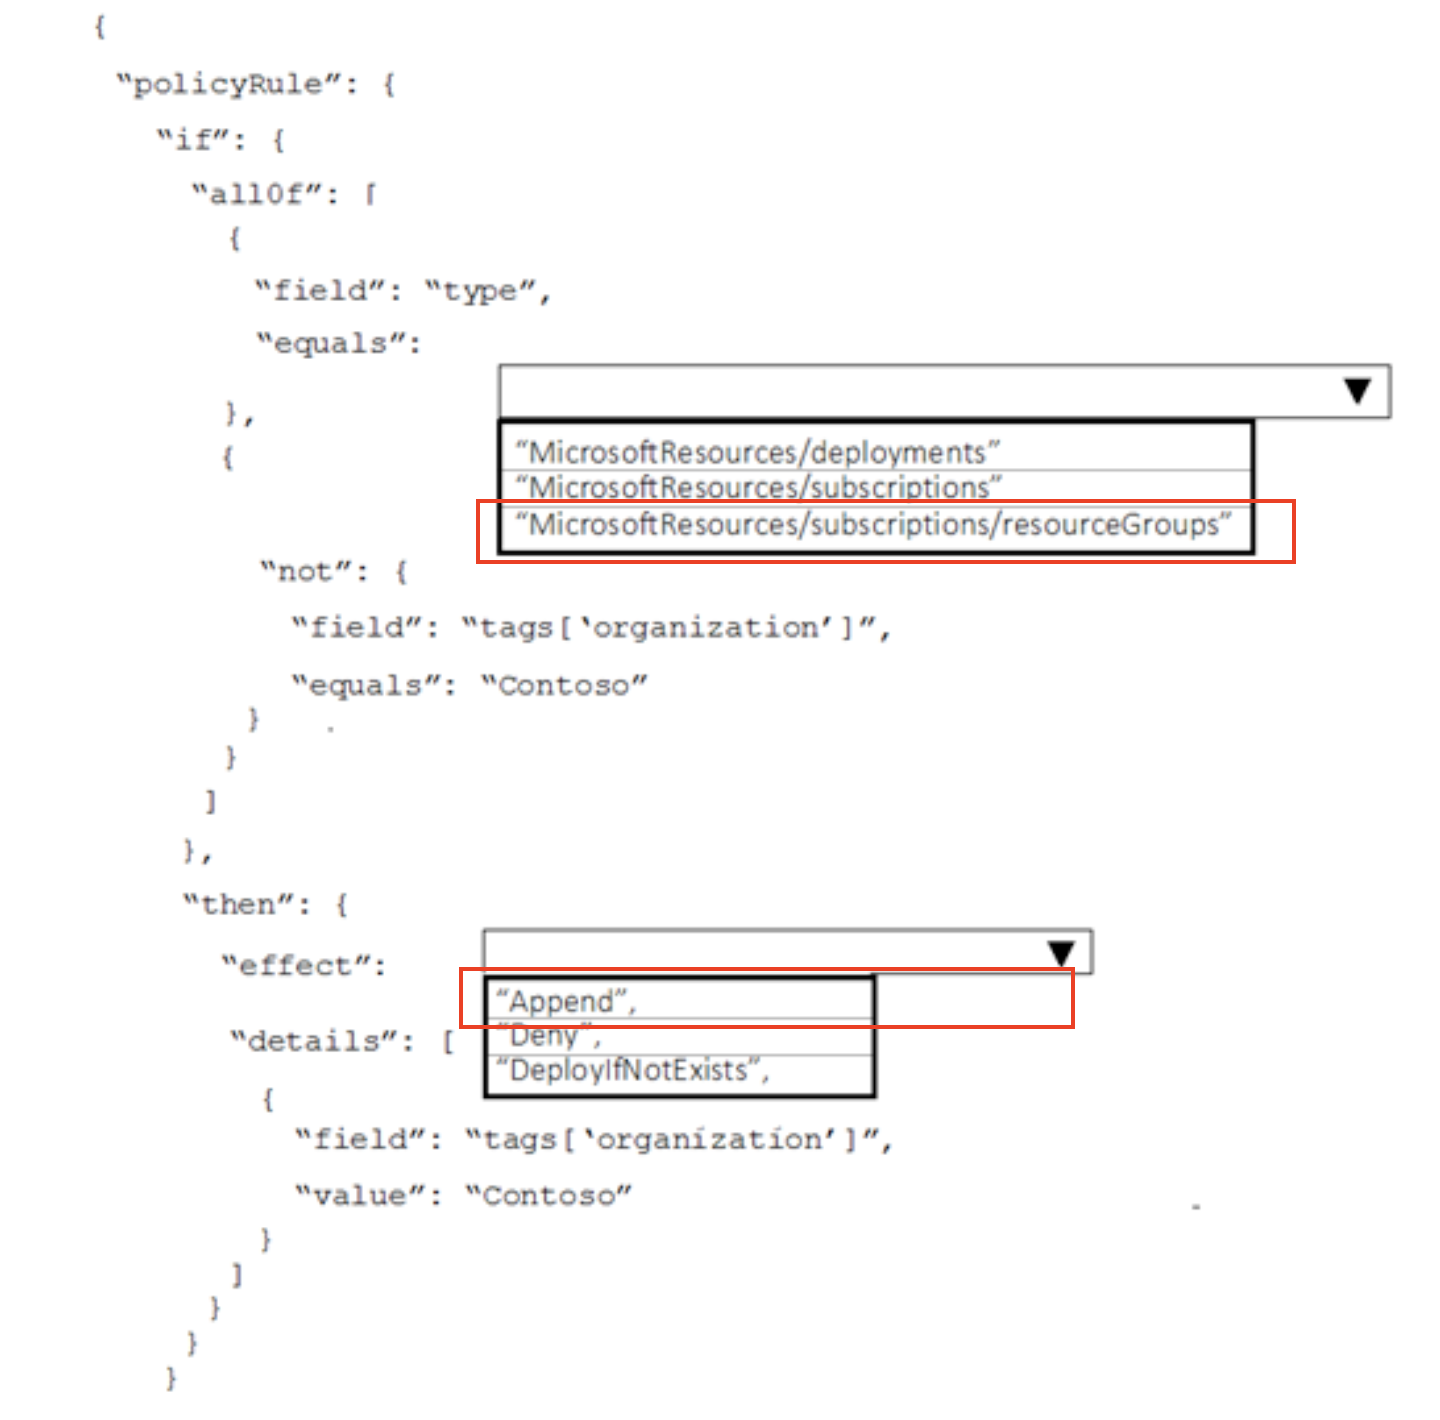 {
“policyRule”: {
“if”: {
“all0f”: [
{
“field”: “type”,
“equals”:
},
{
“MicrosoftResources/deployments”
“MicrosoftResources/subscriptions”
“MicrosoftResources/subscriptions/resourceGroups”
“not”: {
“field”: “tags[‘organization’]”,
“equals”: “Contoso”
}
}
]
},
“then”: {
“effect”:
“Append”,
“Deny”,
“DeployIfNotExists”,
“details”: [
{
“field”: “tags[‘organization’]”,
“value”: “Contoso”
}
]
}
}
}